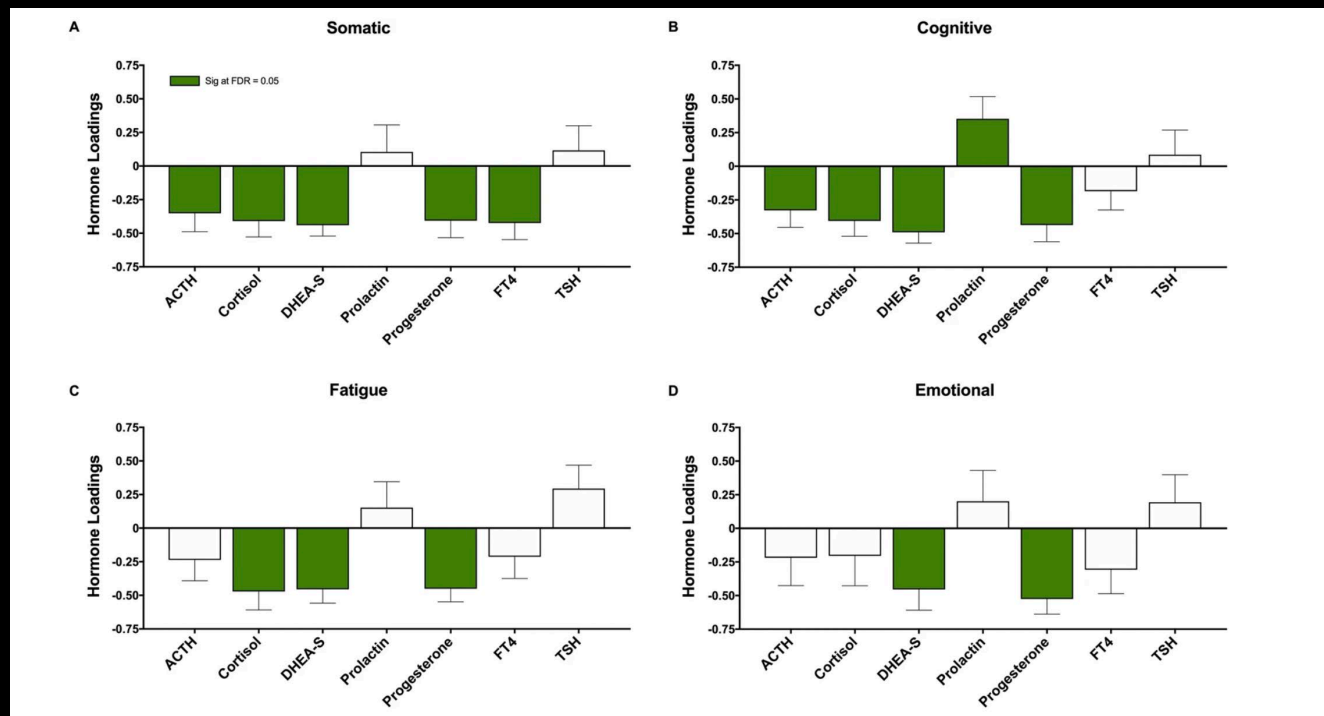 A
Somatic
Hormone Loadings
0.75
0.50
0.25
0
-0.25
-0.50
-0.75
Sig at FDR = 0.05
ACTH
Cortisol
DHEA-S
Prolactin
Progesterone
FT4
TSH
B
Cognitive
Hormone Loadings
0.75
0.50
0.25
0
-0.25
-0.50
-0.75
ACTH
Cortisol
DHEA-S
Prolactin
Progesterone
FT4
TSH
C
Fatigue
Hormone Loadings
0.75
0.50
0.25
0
-0.25
-0.50
-0.75
ACTH
Cortisol
DHEA-S
Prolactin
Progesterone
FT4
TSH
D
Emotional
Hormone Loadings
0.75
0.50
0.25
0
-0.25
-0.50
-0.75
ACTH
Cortisol
DHEA-S
Prolactin
Progesterone
FT4
TSH